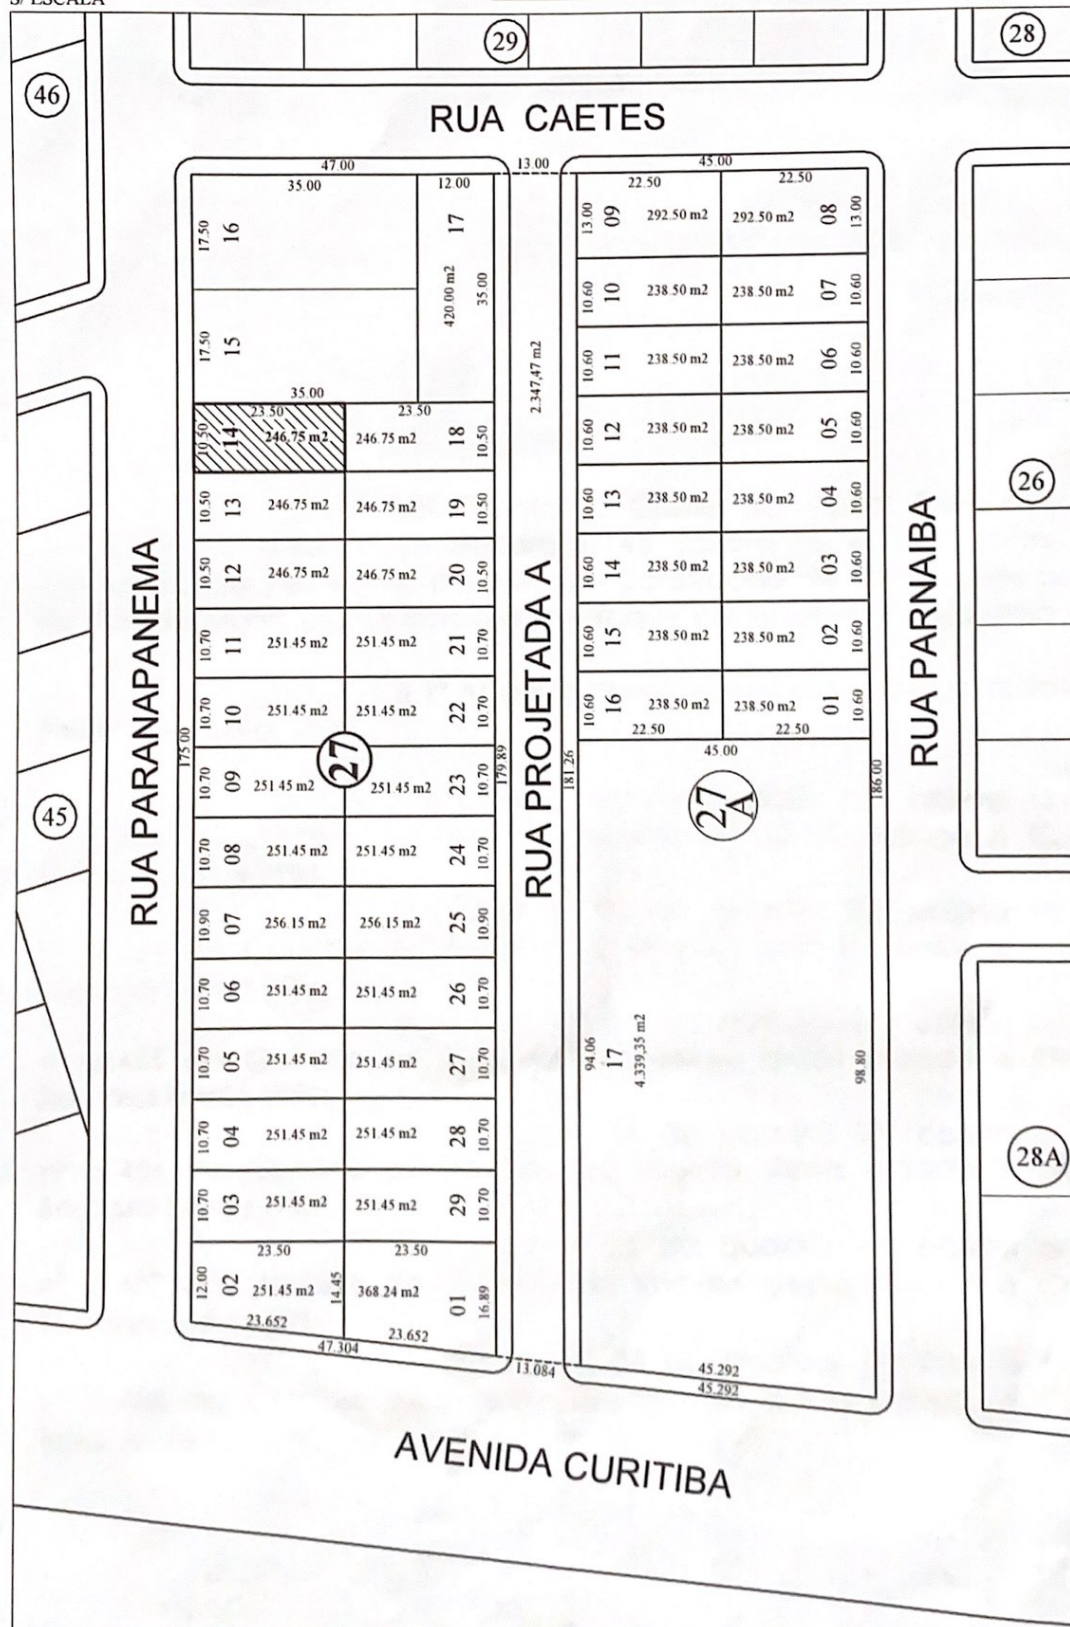 S/ ESCALA
29
28
46
RUA CAETES
47.00
13.00
45.00
35.00
12.00
22.50
22.50
17.50
16
17
13.00
09
292.50 m2
292.50 m2
08
13.00
420.00 m2
35.00
10.60
10
238.50 m2
238.50 m2
07
10.60
17.50
15
2.347,47 m2
10.60
11
238.50 m2
238.50 m2
06
10.60
35.00
23.50
23.50
10.50
14
246.75 m2
246.75 m2
18
10.50
10.60
12
238.50 m2
238.50 m2
05
10.60
10.50
13
246.75 m2
246.75 m2
19
10.50
10.60
13
238.50 m2
238.50 m2
04
10.60
26
10.50
12
246.75 m2
246.75 m2
20
10.50
10.60
14
238.50 m2
238.50 m2
03
10.60
10.70
11
251.45 m2
251.45 m2
21
10.70
10.60
15
238.50 m2
238.50 m2
02
10.60
10.70
10
251.45 m2
251.45 m2
22
10.70
10.60
16
238.50 m2
238.50 m2
01
10.60
22.50
22.50
45.00
RUA PARANAPANEMA
175.00
27
179.89
RUA PROJETADA A
181.26
27
A
186.00
RUA PARNAIBA
10.70
09
251.45 m2
251.45 m2
23
10.70
45
10.70
08
251.45 m2
251.45 m2
24
10.70
10.90
07
256.15 m2
256.15 m2
25
10.90
10.70
06
251.45 m2
251.45 m2
26
10.70
10.70
05
251.45 m2
251.45 m2
27
10.70
94.06
17
4.339,35 m2
98.80
10.70
04
251.45 m2
251.45 m2
28
10.70
28A
10.70
03
251.45 m2
251.45 m2
29
10.70
23.50
23.50
12.00
02
251.45 m2
14.45
368.24 m2
01
16.89
23.652
23.652
47.304
13.084
45.292
45.292
AVENIDA CURITIBA